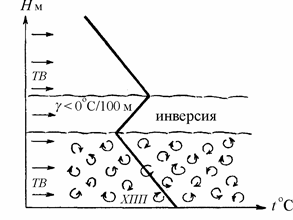 H м
ТВ
γ < 0°C/100 м
инверсия
ТВ
ХПП
t °C